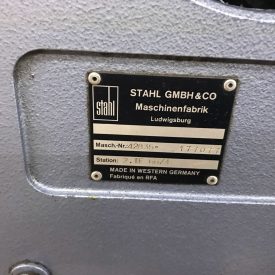 STAHL GMBH & CO
Maschinenfabrik
Ludwigsburg
stahl
Masch.-Nr.
Station:
MADE IN WESTERN GERMANY
Fabriqué en RFA